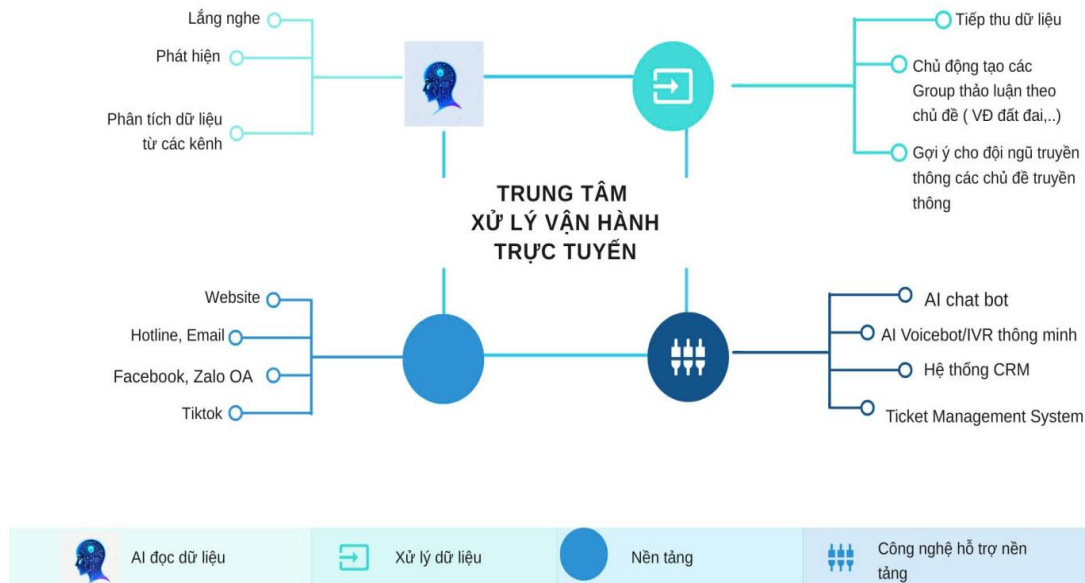 Lắng nghe
Phát hiện
Phân tích dữ liệu
từ các kênh
Tiếp thu dữ liệu
Chủ động tạo các
Group thảo luận theo
chủ đề ( VĐ đất đai,..)
Gợi ý cho đội ngũ truyền
thông các chủ đề truyền
thông
TRUNG TÂM
XỬ LÝ VẬN HÀNH
TRỰC TUYẾN
Website
Hotline, Email
Facebook, Zalo OA
Tiktok
AI chat bot
AI Voicebot/IVR thông minh
Hệ thống CRM
Ticket Management System
AI đọc dữ liệu
Xử lý dữ liệu
Nền tảng
Công nghệ hỗ trợ nền
tảng